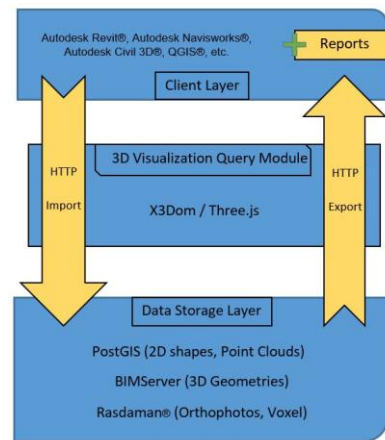 Autodesk Revit®, Autodesk Navisworks®,
Autodesk Civil 3D®, QGIS®, etc.
Reports
Client Layer
3D Visualization Query Module
HTTP
Import
X3Dom / Three.js
HTTP
Export
Data Storage Layer
PostGIS (2D shapes, Point Clouds)
BIMServer (3D Geometries)
Rasdaman® (Orthophotos, Voxel)